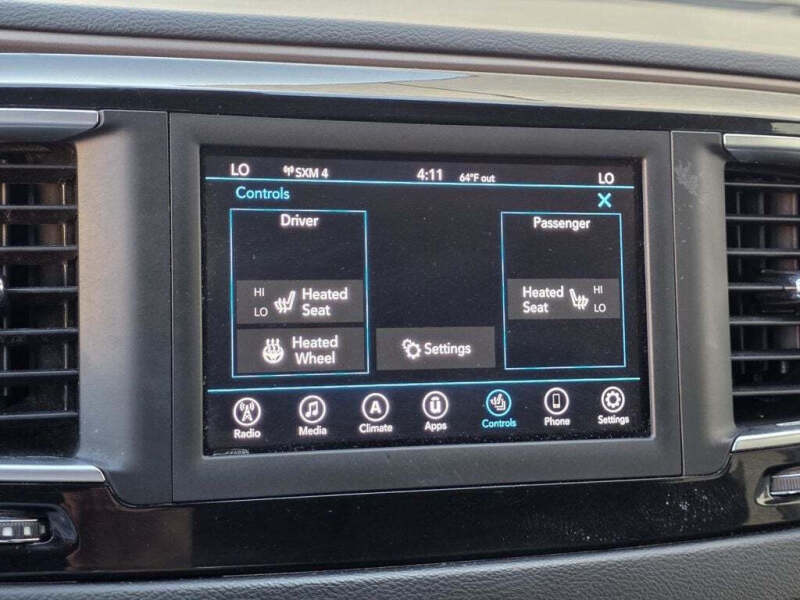 LO SXM 4 4:11 64°F out LO
Controls X
Driver
Passenger
HI
LO
Heated
Seat
Heated
Seat
HI
LO
Heated
Wheel
Settings
Radio
Media
A
Climate
Apps
Controls
Phone
Settings